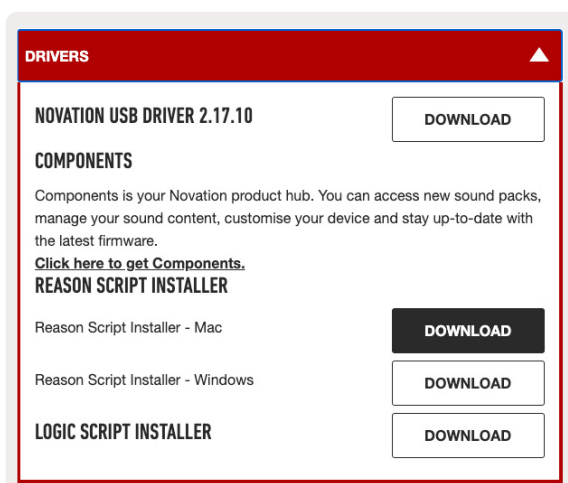 DRIVERS
NOVATION USB DRIVER 2.17.10
DOWNLOAD
COMPONENTS
Components is your Novation product hub. You can access new sound packs,
manage your sound content, customise your device and stay up-to-date with
the latest firmware.
Click here to get Components.
REASON SCRIPT INSTALLER
Reason Script Installer - Mac
DOWNLOAD
Reason Script Installer - Windows
DOWNLOAD
LOGIC SCRIPT INSTALLER
DOWNLOAD